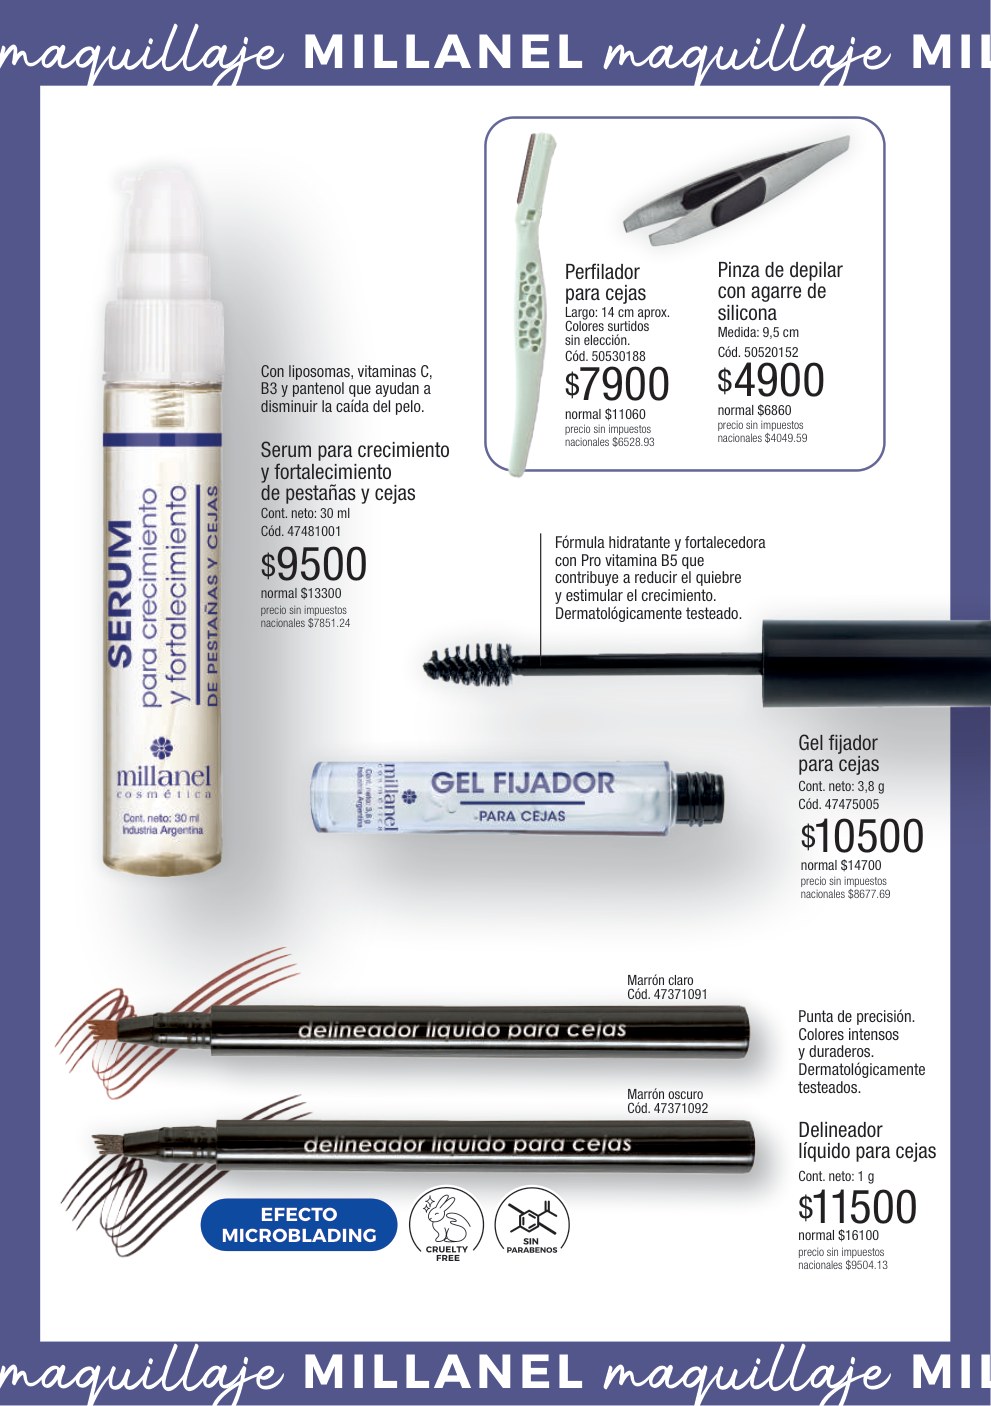 maquillaje MILLANEL maquillaje MIL
Perfilador
para cejas
Largo: 14 cm aprox.
Colores surtidos
sin elección.
Cód. 50530188
$7900
normal $11060
precio sin impuestos
nacionales $6528.93
Pinza de depilar
con agarre de
silicona
Medida: 9,5 cm
Cód. 50520152
$4900
normal $6860
precio sin impuestos
nacionales $4049.59
Con liposomas, vitaminas C,
B3 y pantenol que ayudan a
disminuir la caída del pelo.
Serum para crecimiento
y fortalecimiento
de pestañas y cejas
Cont. neto: 30 ml
Cód. 47481001
$9500
normal $13300
precio sin impuestos
nacionales $7851.24
SERUM
para crecimiento
y fortalecimiento
DE PESTAÑAS Y CEJAS
millanel
cosmética
Cont. neto: 30 ml
Industria Argentina
Fórmula hidratante y fortalecedora
con Pro vitamina B5 que
contribuye a reducir el quiebre
y estimular el crecimiento.
Dermatológicamente testeado.
GEL FIJADOR
PARA CEJAS
millanel
cosmética
Cont. neto: 3,8 g
Industria Argentina
Gel fijador
para cejas
Cont. neto: 3,8 g
Cód. 47475005
$10500
normal $14700
precio sin impuestos
nacionales $8677.69
Marrón claro
Cód. 47371091
delineador líquido para cejas
Marrón oscuro
Cód. 47371092
delineador líquido para cejas
EFECTO
MICROBLADING
CRUELTY
FREE
SIN
PARABENOS
Punta de precisión.
Colores intensos
y duraderos.
Dermatológicamente
testeados.
Delineador
líquido para cejas
Cont. neto: 1 g
$11500
normal $16100
precio sin impuestos
nacionales $9504.13
maquillaje MILLANEL maquillaje MIL